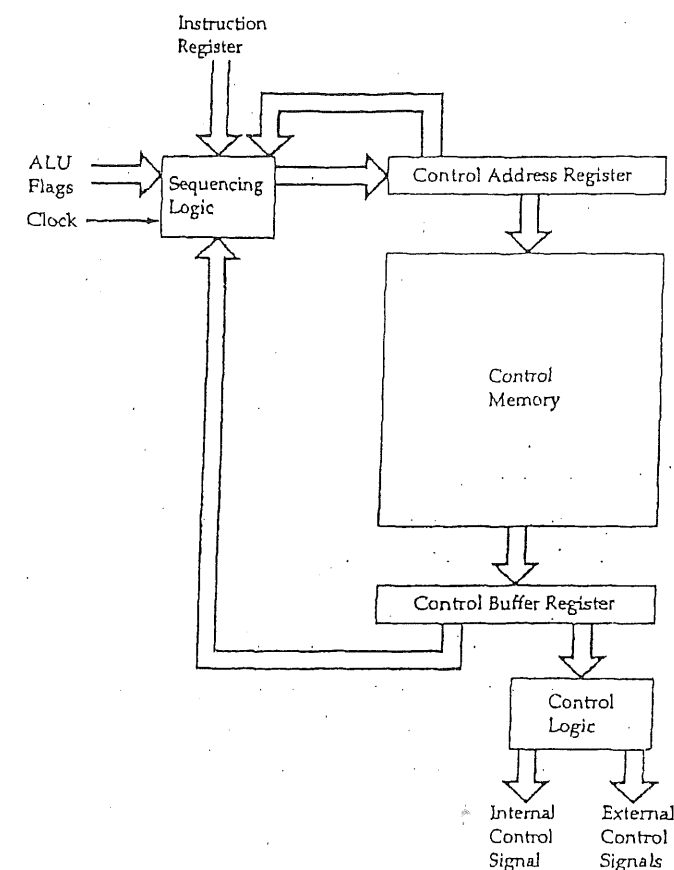 Instruction
Register
ALU
Flags
Clock
Sequencing
Logic
Control Address Register
Control
Memory
Control Buffer Register
Control
Logic
Internal
Control
Signal
External
Control
Signals